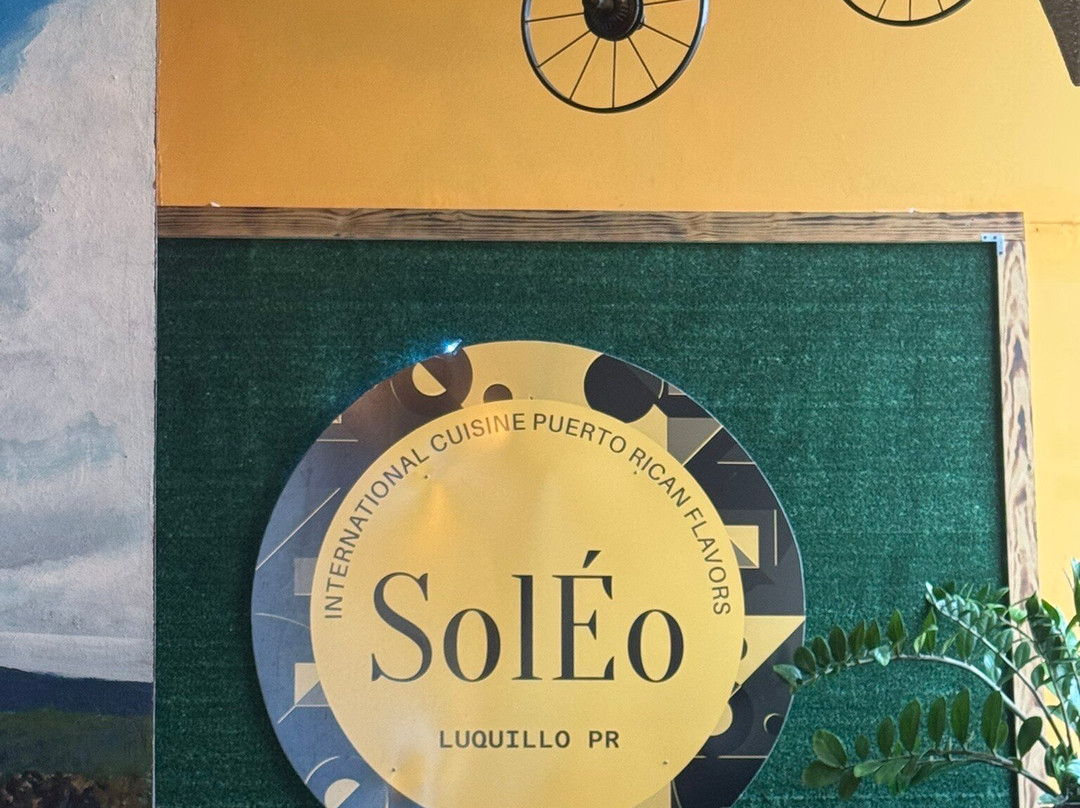 INTERNATIONAL CUISINE PUERTO RICAN FLAVORS
SolÉo
LUQUILLO PR